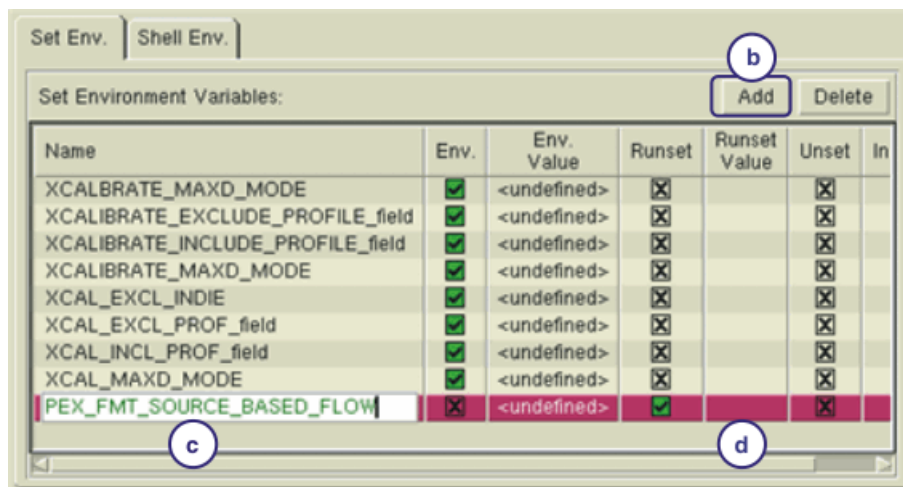 Set Env. Shell Env.
b
Set Environment Variables: Add Delete
Name Env. Env. Value Runset Runset Value Unset In
XCALBRATE_MAXD_MODE <undefined>
XCALIBRATE_EXCLUDE_PROFILE_field <undefined>
XCALIBRATE_INCLUDE_PROFILE_field <undefined>
XCALIBRATE_MAXD_MODE <undefined>
XCAL_EXCL_INDIE <undefined>
XCAL_EXCL_PROF_field <undefined>
XCAL_INCL_PROF_field <undefined>
XCAL_MAXD_MODE <undefined>
PEX_FMT_SOURCE_BASED_FLOW <undefined>
c d